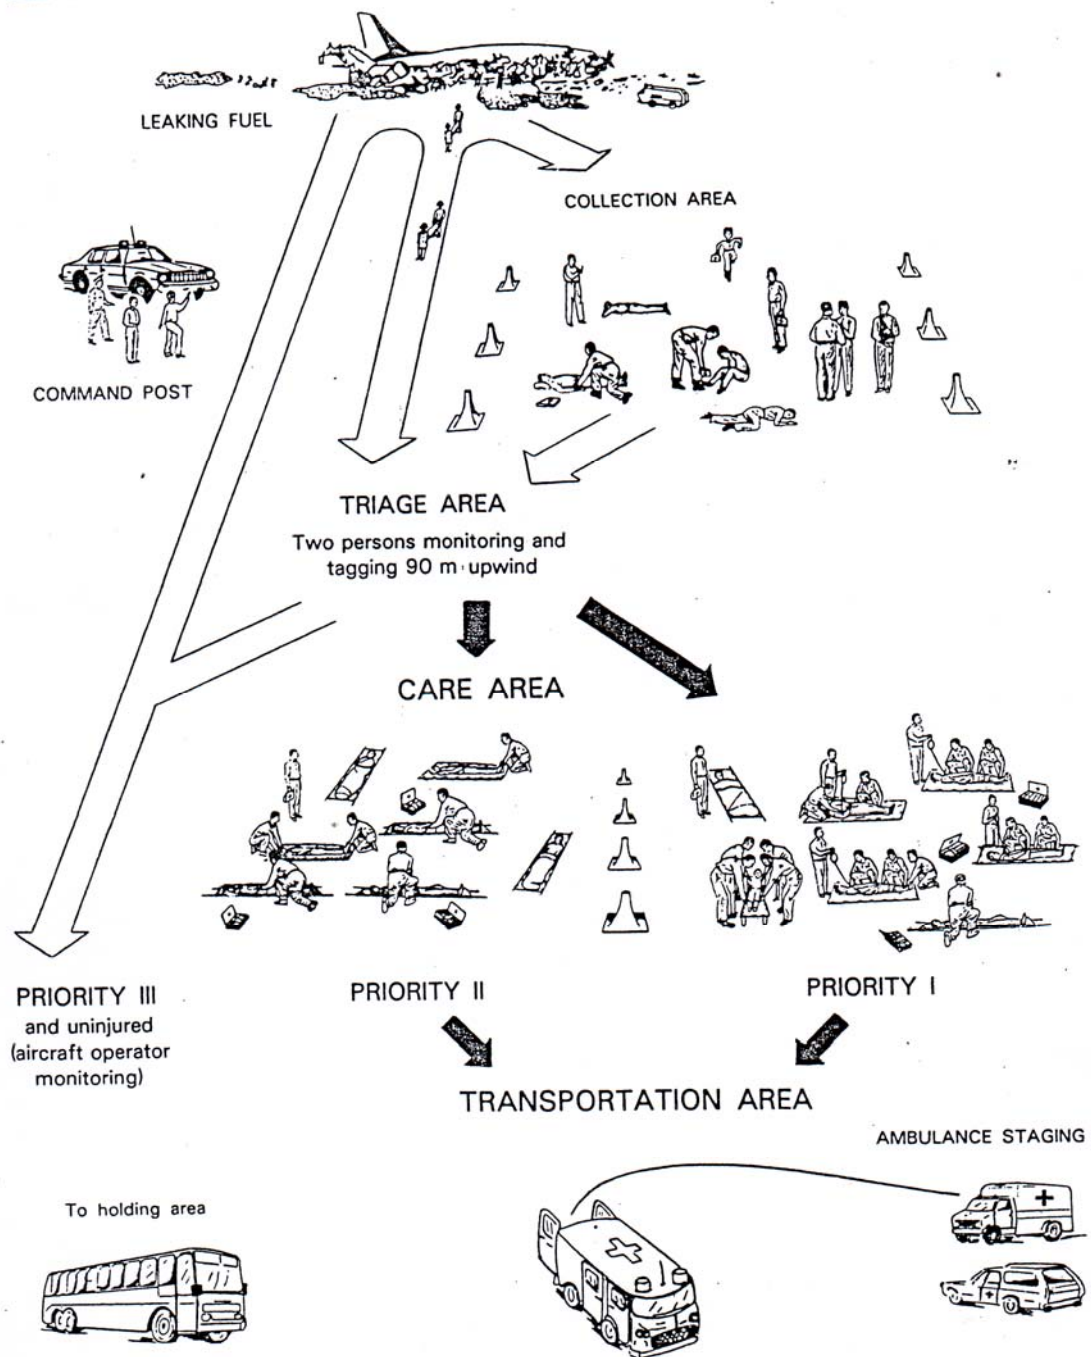 LEAKING FUEL
COLLECTION AREA
COMMAND POST
TRIAGE AREA
Two persons monitoring and
tagging 90 m upwind
CARE AREA
PRIORITY III
and uninjured
(aircraft operator
monitoring)
PRIORITY II
PRIORITY I
TRANSPORTATION AREA
AMBULANCE STAGING
To holding area